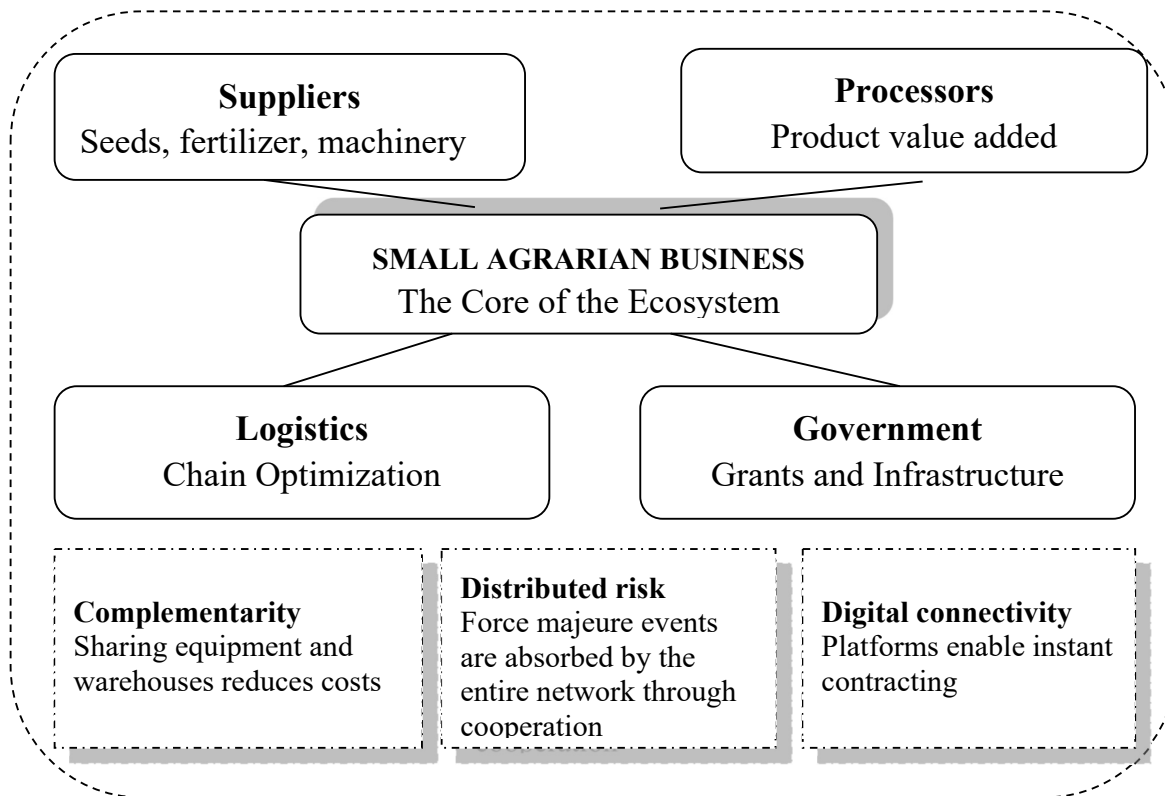 Suppliers
Seeds, fertilizer, machinery
Processors
Product value added
SMALL AGRARIAN BUSINESS
The Core of the Ecosystem
Logistics
Chain Optimization
Government
Grants and Infrastructure
Complementarity
Sharing equipment and
warehouses reduces costs
Distributed risk
Force majeure events
are absorbed by the
entire network through
cooperation
Digital connectivity
Platforms enable instant
contracting